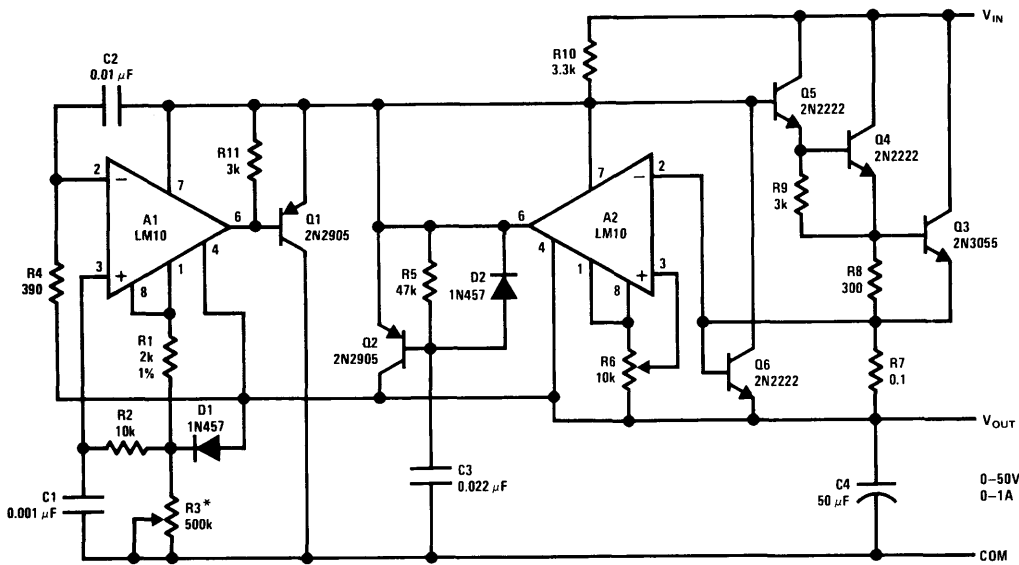 V_IN
C2
0.01 μF
R10
3.3k
Q5
2N2222
Q4
2N2222
R11
3k
2
−
7
A1
LM10
6
4
1
3
+
8
Q1
2N2905
R4
390
7
−
2
6
A2
LM10
4
1
3
+
8
R9
3k
Q3
2N3055
R5
47k
D2
1N457
R8
300
R1
2k
1%
Q2
2N2905
R6
10k
Q6
2N2222
R7
0.1
R2
10k
D1
1N457
V_OUT
C1
0.001 μF
R3*
500k
C3
0.022 μF
C4
50 μF
0–50V
0–1A
COM